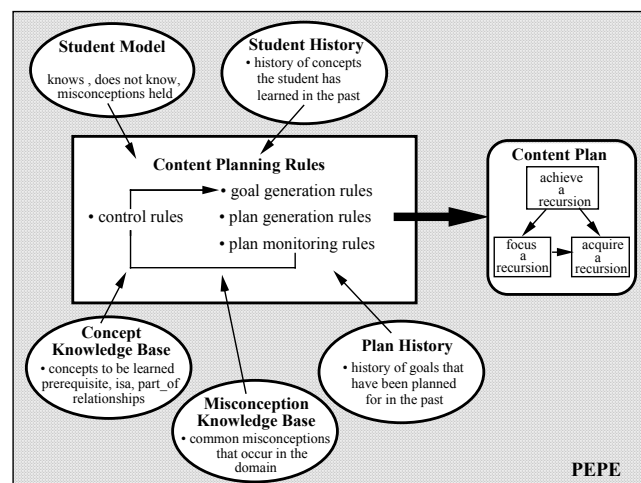 Student Model
knows , does not know,
misconceptions held
Student History
• history of concepts
the student has
learned in the past
Content Planning Rules
• control rules
• goal generation rules
• plan generation rules
• plan monitoring rules
Content Plan
achieve
a
recursion
focus
a
recursion
acquire
a
recursion
Concept
Knowledge Base
• concepts to be learned
prerequisite, isa, part_of
relationships
Misconception
Knowledge Base
• common misconceptions
that occur in the
domain
Plan History
• history of goals that
have been planned
for in the past
PEPE